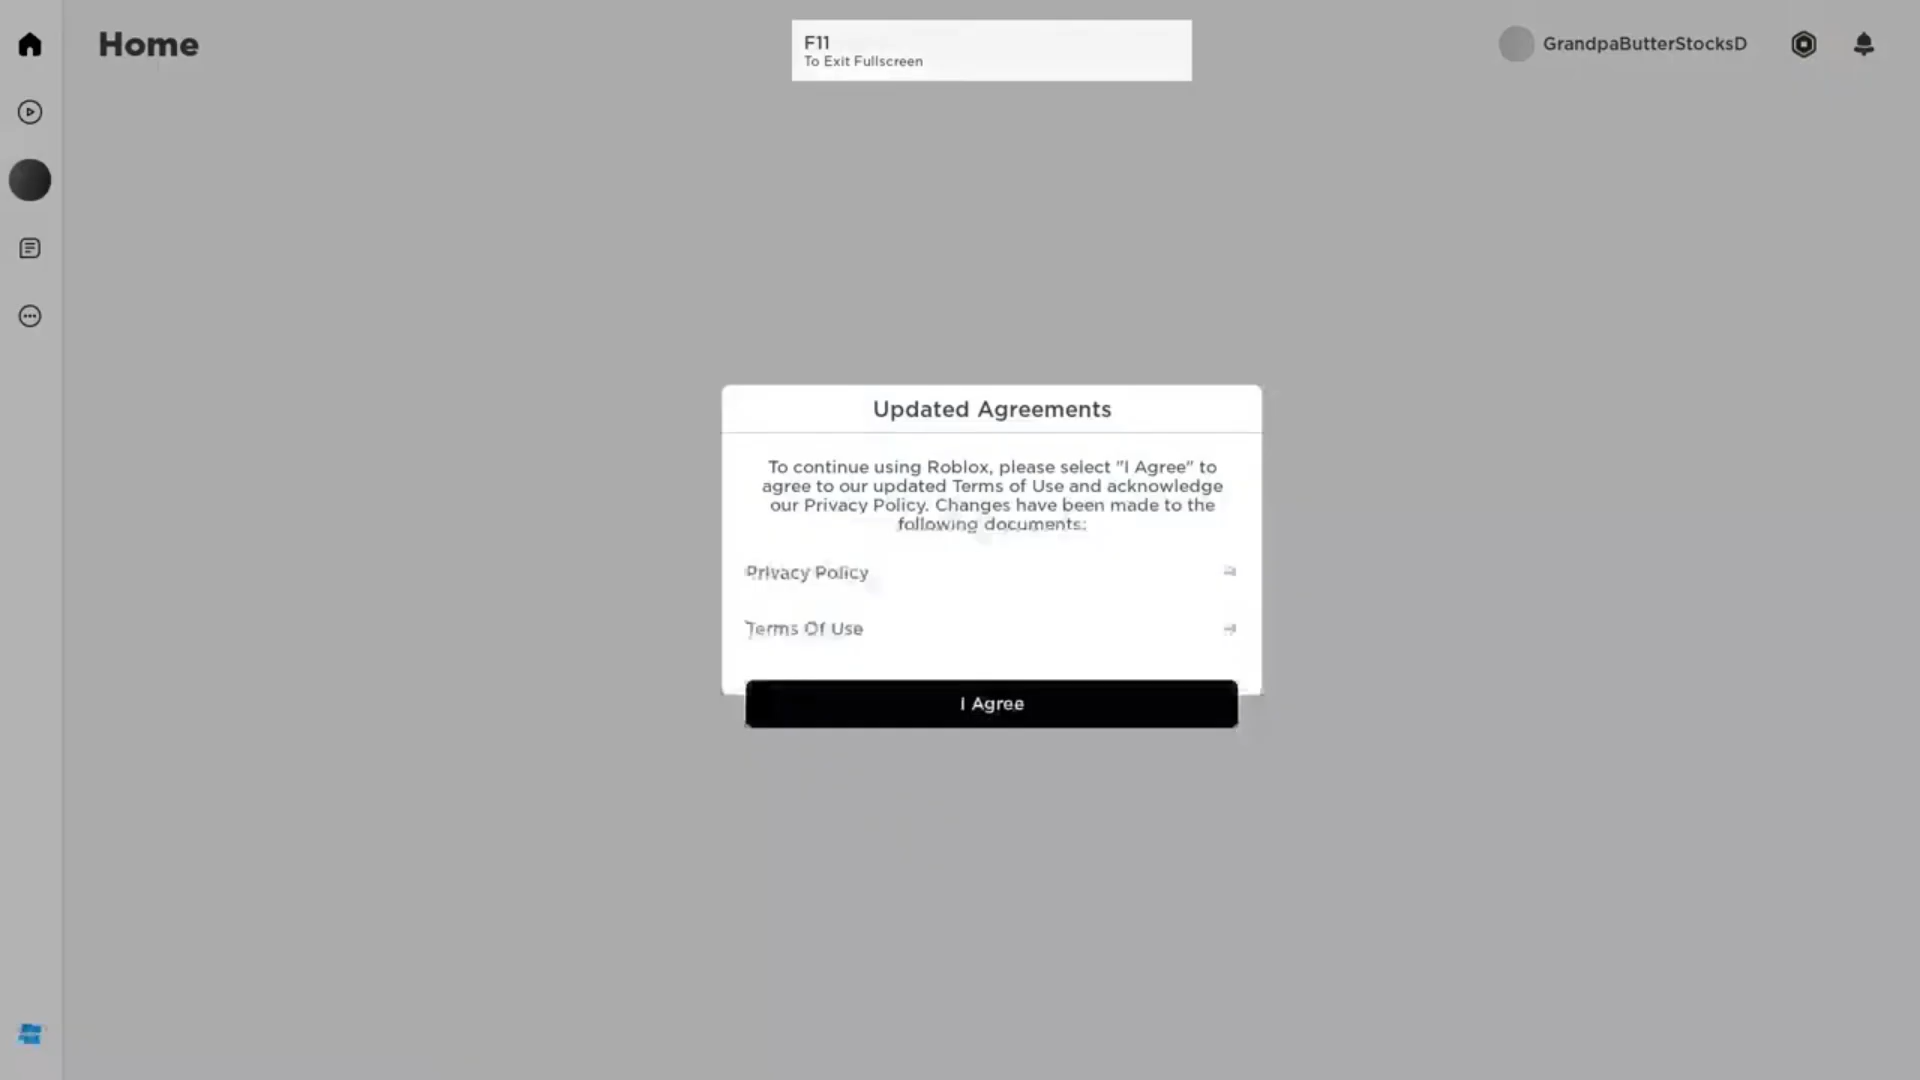 Home
F11
To Exit Fullscreen
GrandpaButterStocksD
Updated Agreements
To continue using Roblox, please select "I Agree" to
agree to our updated Terms of Use and acknowledge
our Privacy Policy. Changes have been made to the
following documents:
Privacy Policy
Terms Of Use
I Agree